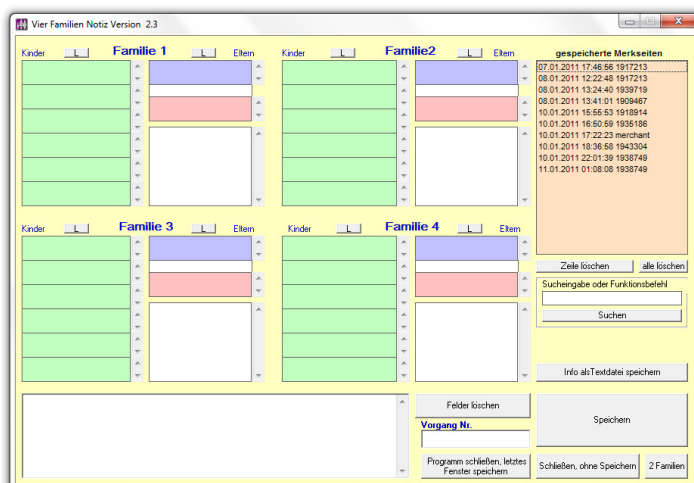 Vier Familien Notiz Version 2.3
Kinder L Familie 1 L Eltern
Kinder L Familie2 L Eltern
gespeicherte Merkseiten
07.01.2011 17:46:56 1917213
08.01.2011 12:22:48 1917213
08.01.2011 13:24:40 1939719
08.01.2011 13:41:01 1909467
10.01.2011 15:55:53 1918914
10.01.2011 16:50:59 1935186
10.01.2011 17:22:23 merchant
10.01.2011 18:36:58 1943304
10.01.2011 22:01:39 1938749
11.01.2011 01:08:08 1938749
Kinder L Familie 3 L Eltern
Kinder L Familie 4 L Eltern
Zeile löschen
alle löschen
Sucheingabe oder Funktionsbefehl
Suchen
Info alsTextdatei speichern
Felder löschen
Vorgang Nr.
Speichern
Programm schließen, letztes
Fenster speichern
Schließen, ohne Speichern
2 Familien